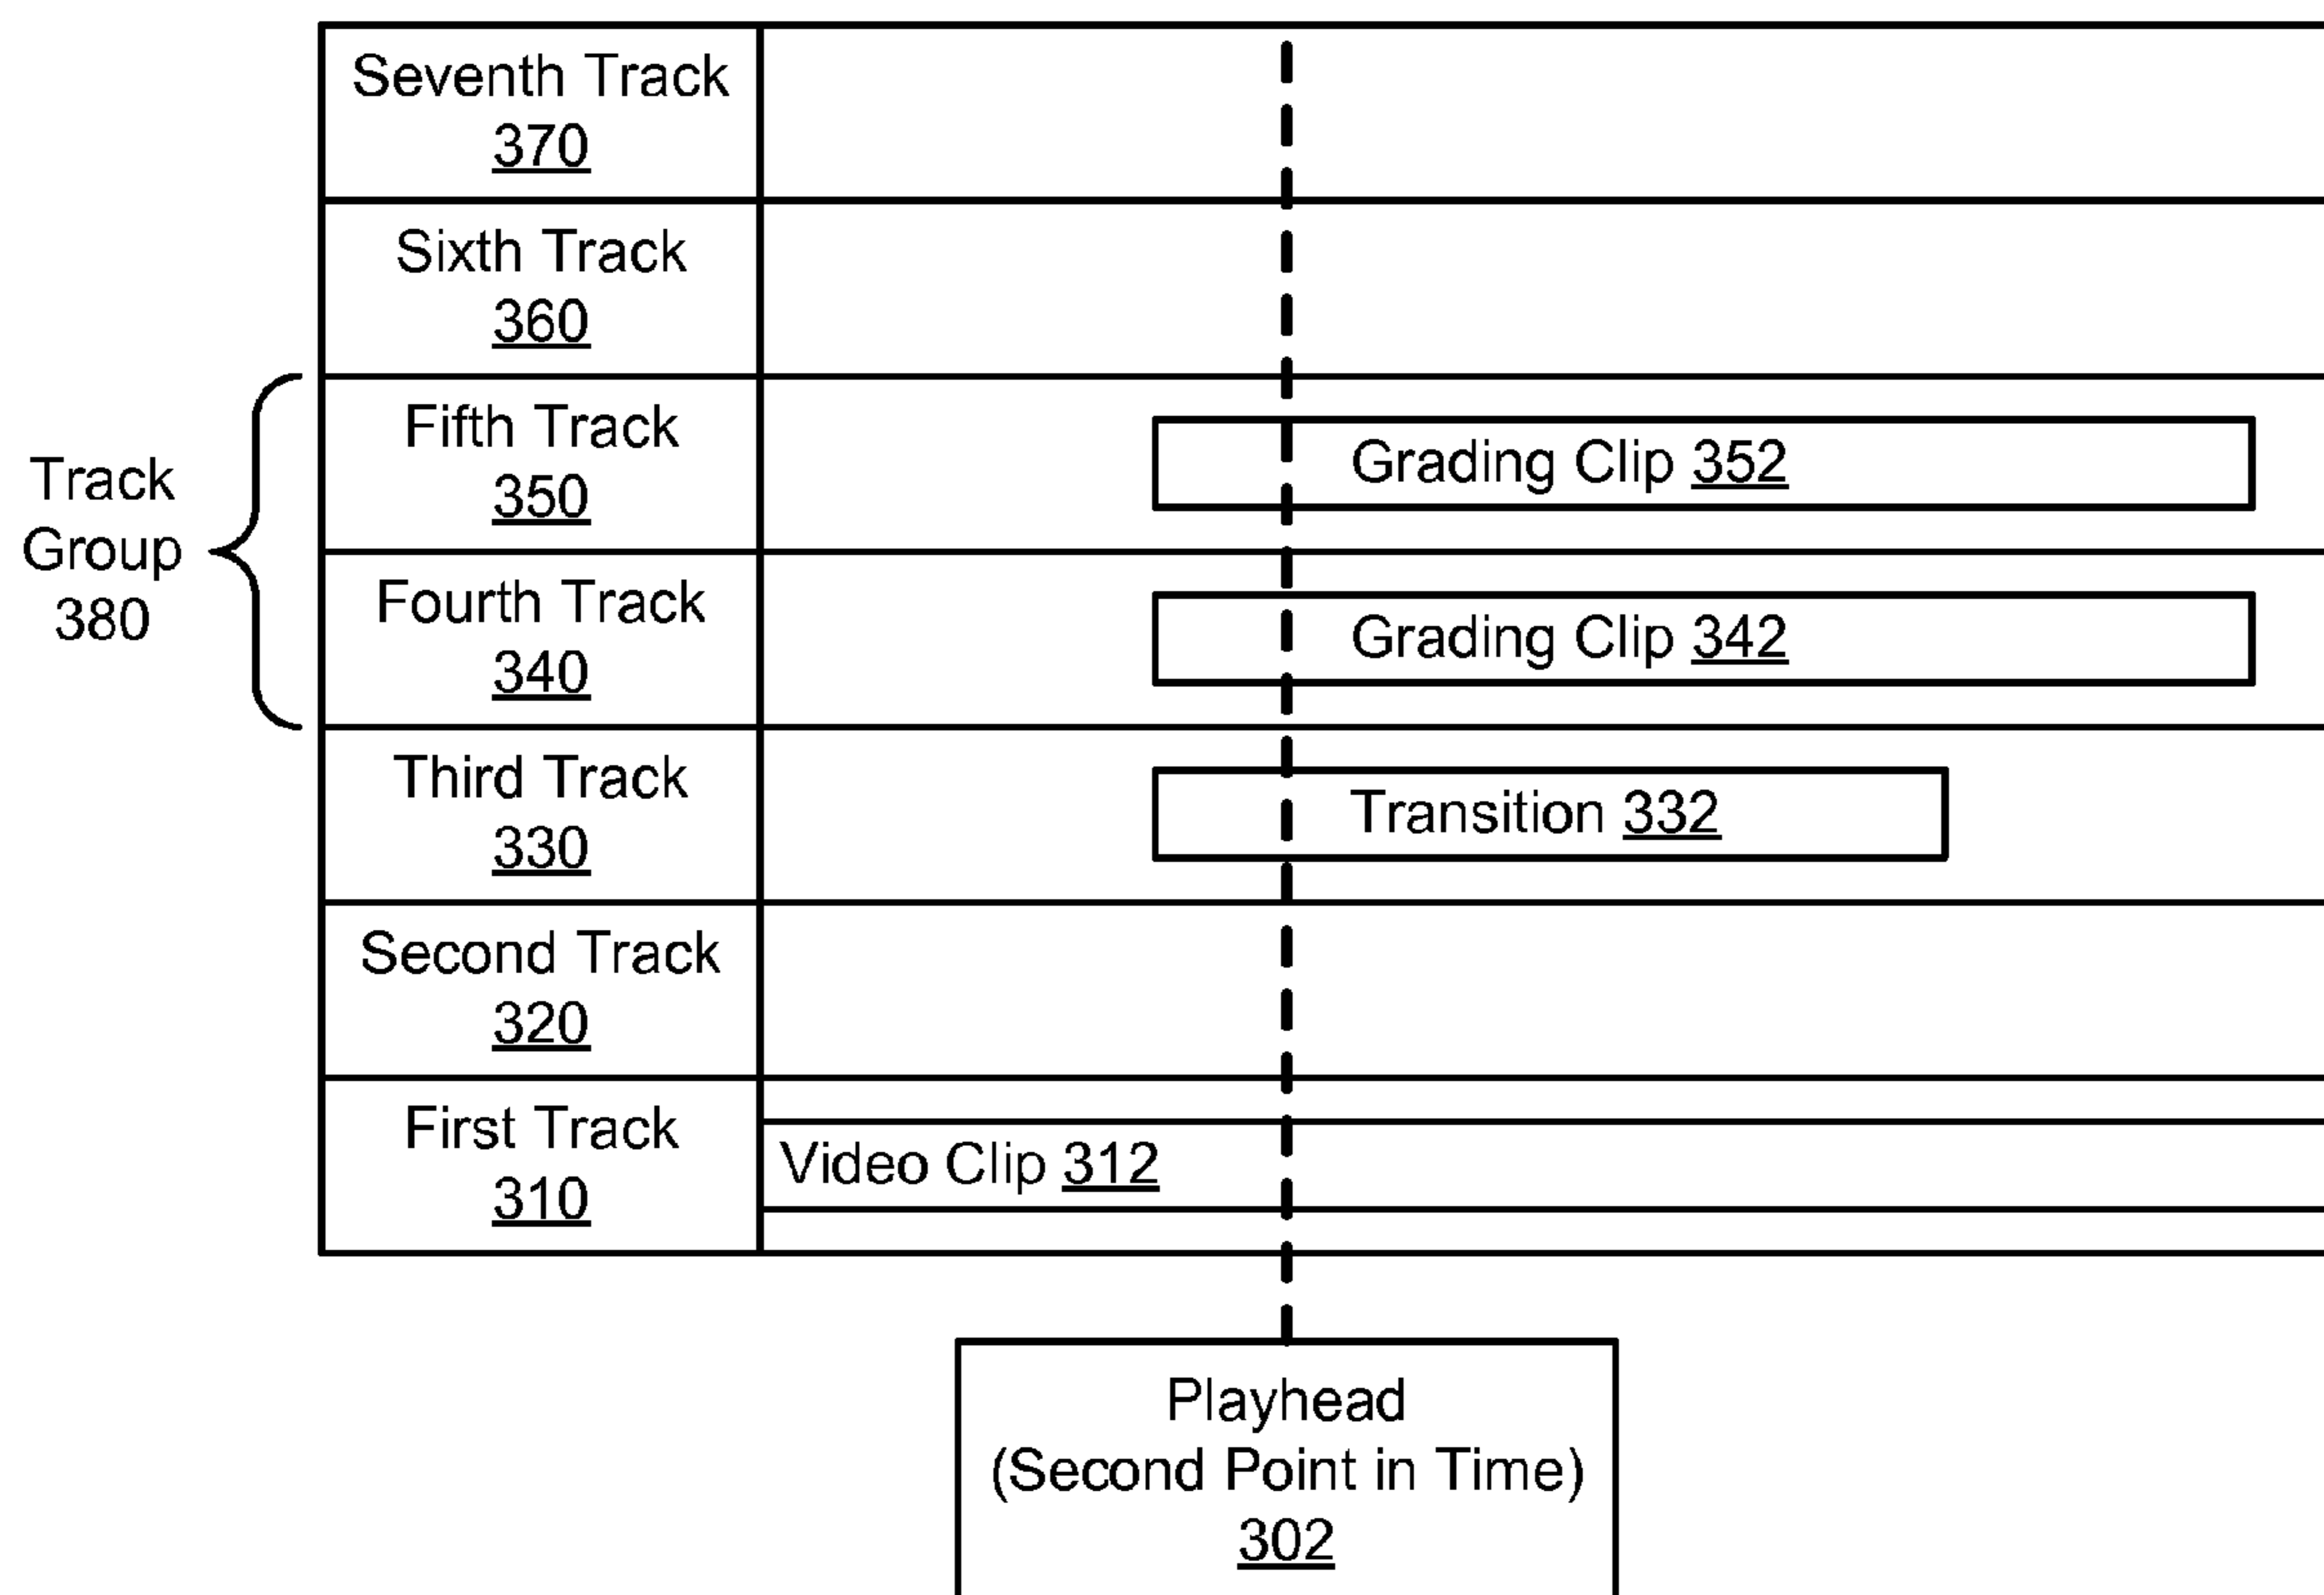 Seventh Track
370
Sixth Track
360
Track
Group
380
Fifth Track
350
Grading Clip 352
Fourth Track
340
Grading Clip 342
Third Track
330
Transition 332
Second Track
320
First Track
310
Video Clip 312
Playhead
(Second Point in Time)
302